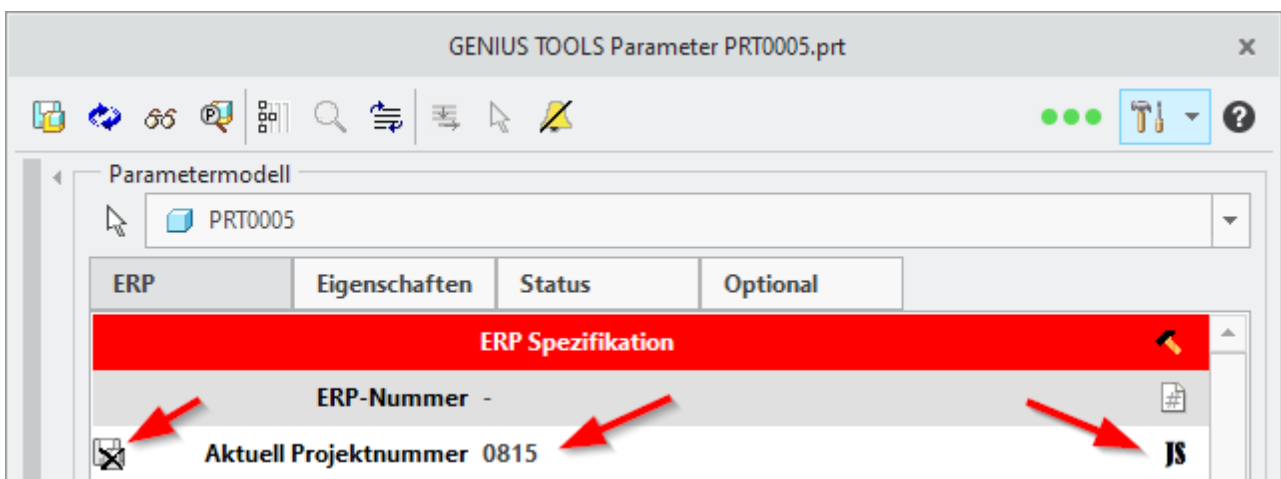 GENIUS TOOLS Parameter PRT0005.prt
Parametermodell
PRT0005
ERP Eigenschaften Status Optional
ERP Spezifikation
ERP-Nummer -
#
Aktuell Projektnummer 0815
JS